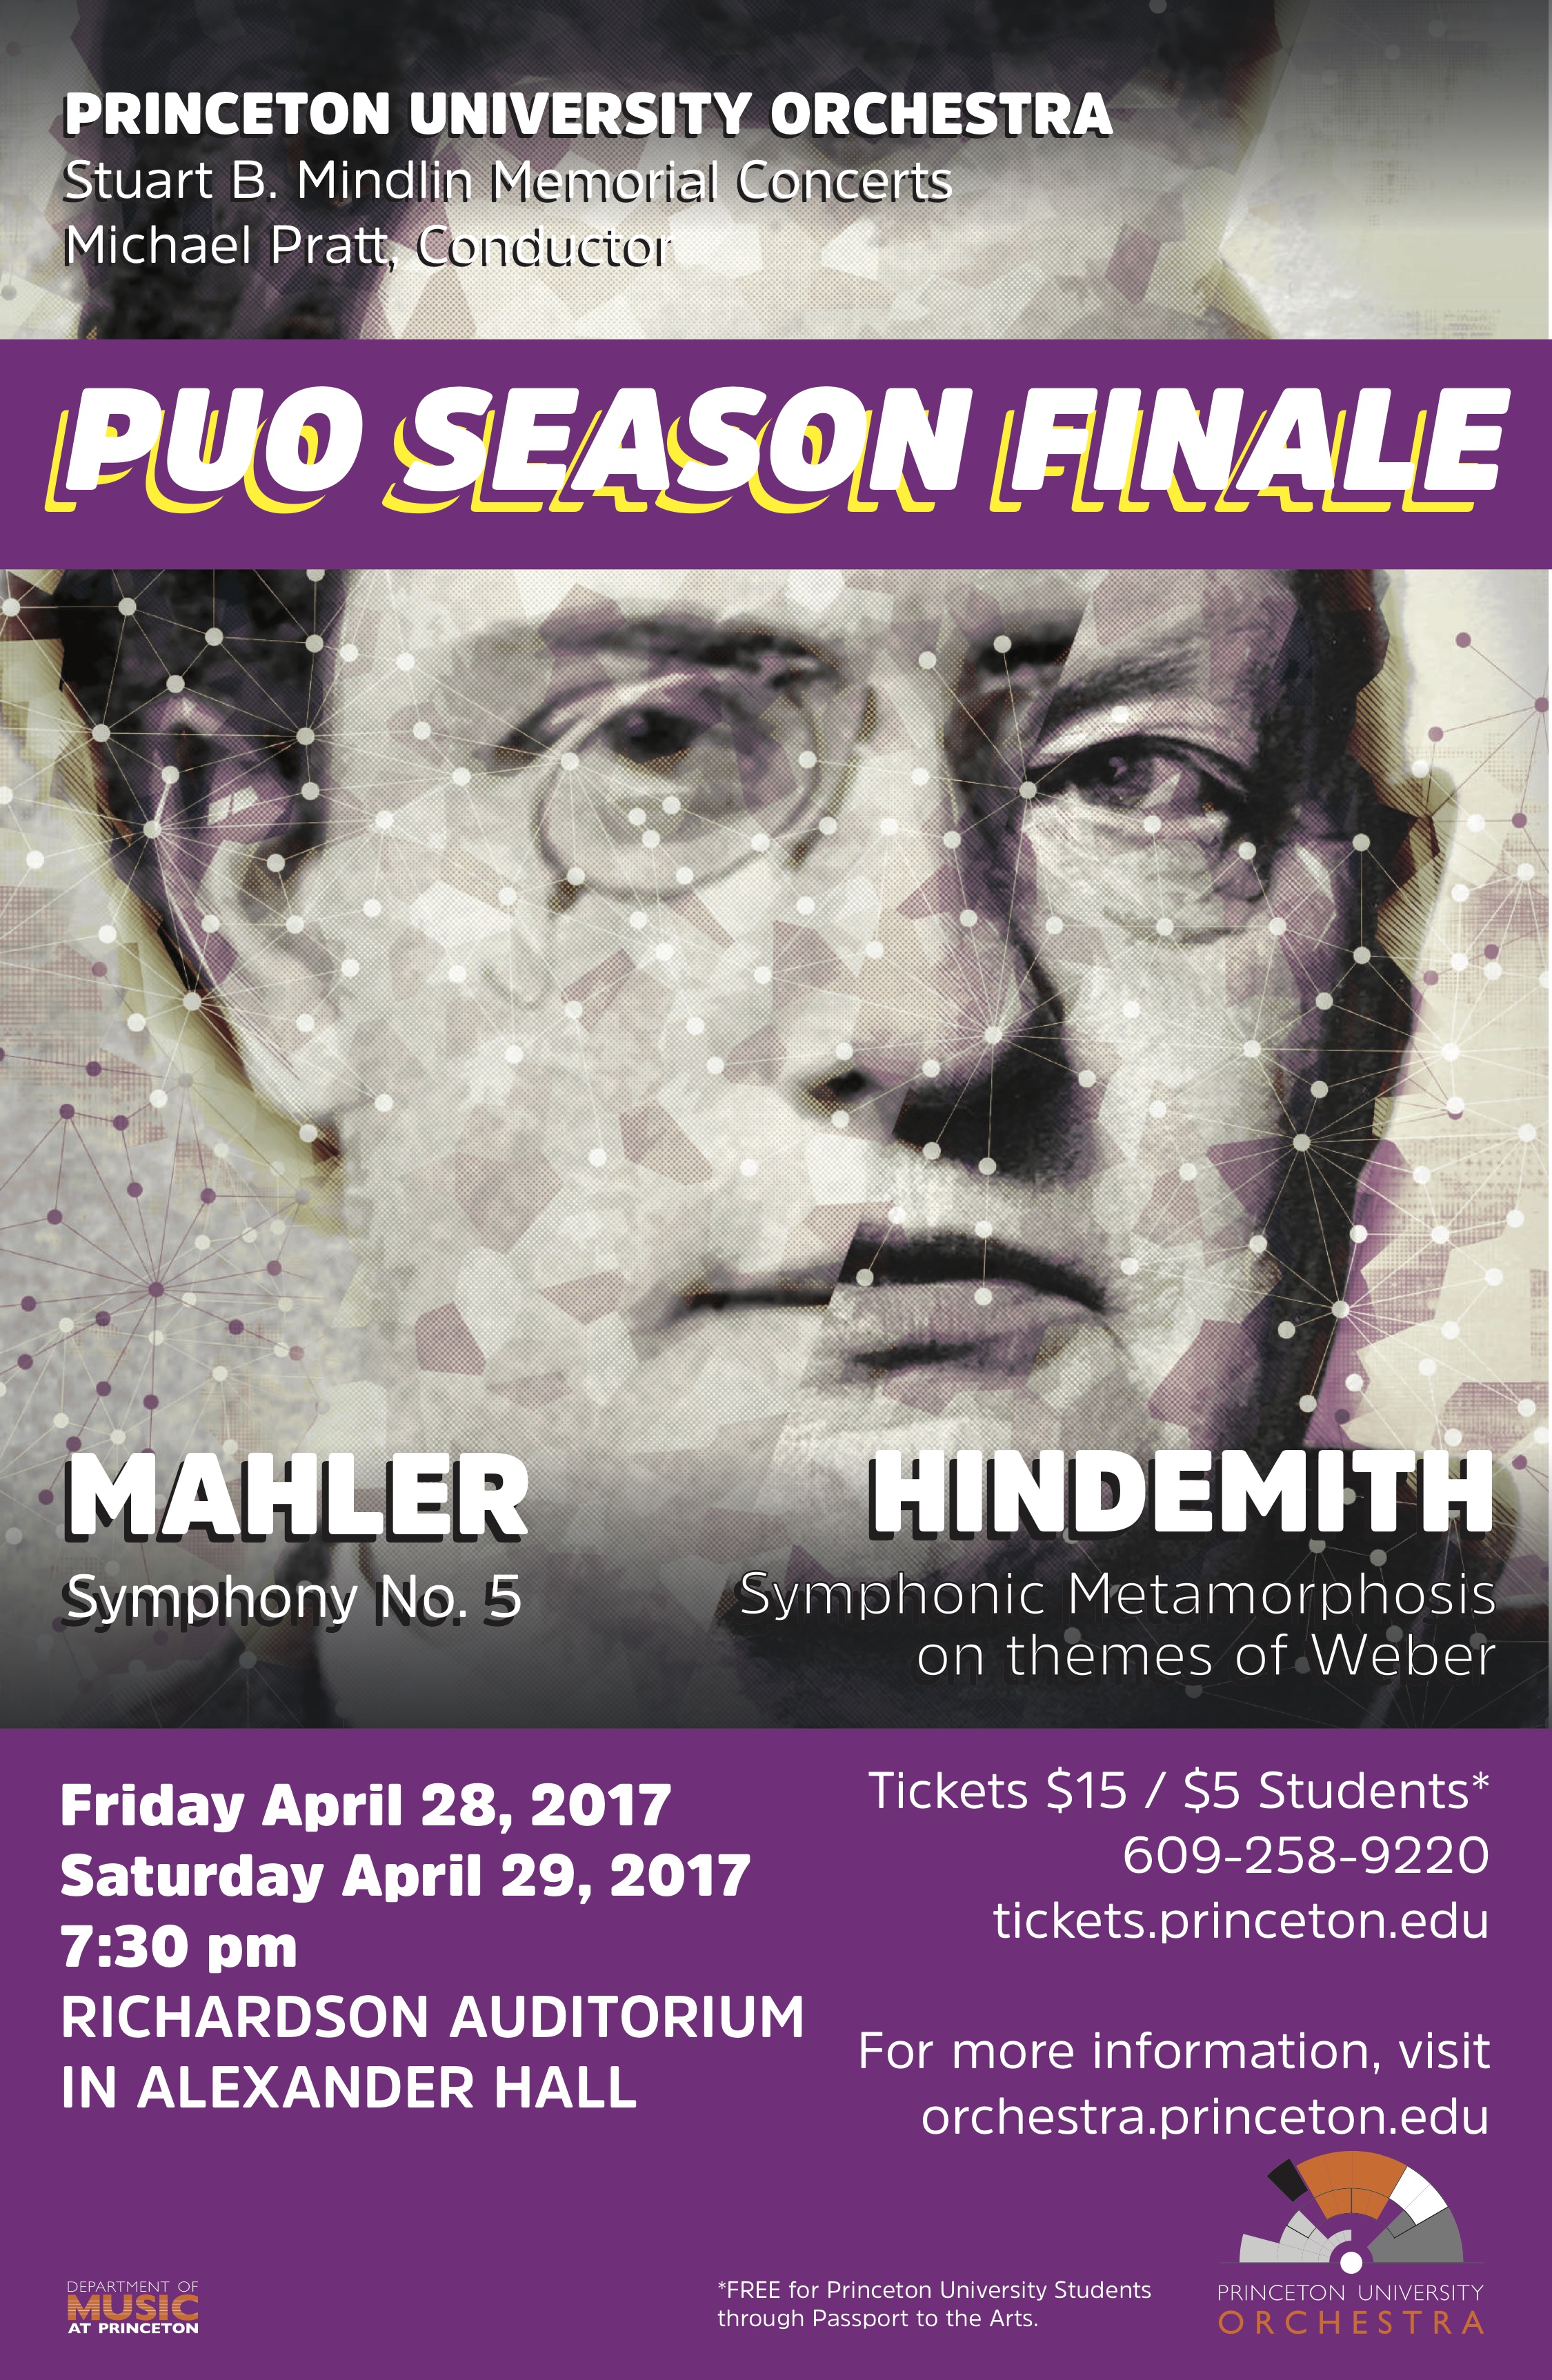 PRINCETON UNIVERSITY ORCHESTRA
Stuart B. Mindlin Memorial Concerts
Michael Pratt, Conductor
PUO SEASON FINALE
MAHLER
Symphony No. 5
HINDEMITH
Symphonic Metamorphosis
on themes of Weber
Friday April 28, 2017
Saturday April 29, 2017
7:30 pm
RICHARDSON AUDITORIUM
IN ALEXANDER HALL
Tickets $15 / $5 Students*
609-258-9220
tickets.princeton.edu
For more information, visit
orchestra.princeton.edu
DEPARTMENT OF
MUSIC
AT PRINCETON
*FREE for Princeton University Students
through Passport to the Arts.
PRINCETON UNIVERSITY
ORCHESTRA